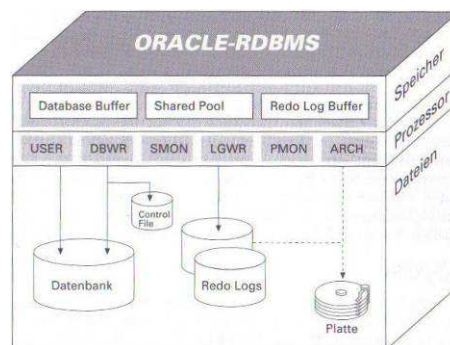 ORACLE-RDBMS
Speicher
Database Buffer Shared Pool Redo Log Buffer
Prozessor
USER DBWR SMON LGWR PMON ARCH
Dateien
Control
File
Datenbank
Redo Logs
Platte